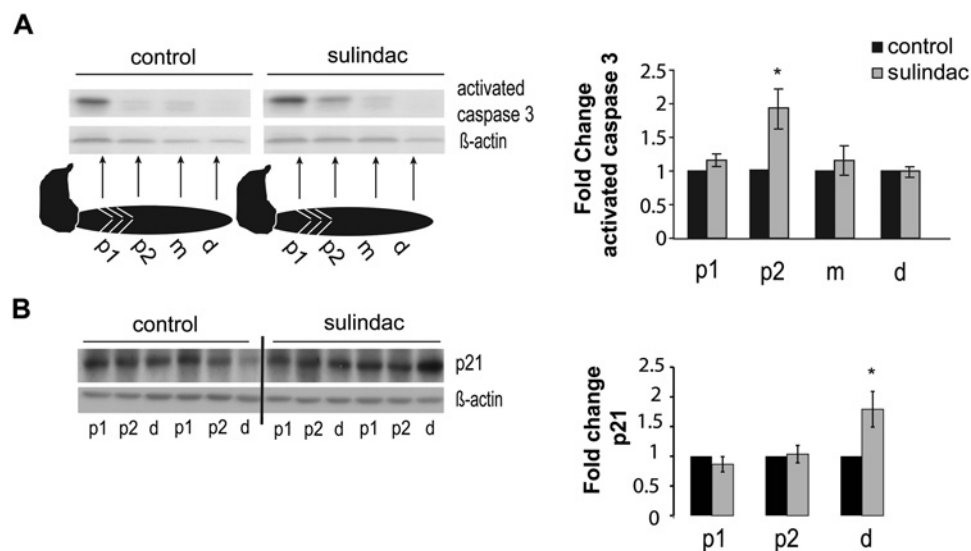 A
control
sulindac
activated
caspase 3
ß-actin
p1 p2 m d
p1 p2 m d
Fold Change
activated caspase 3
control
sulindac
2.5
2
1.5
1
0.5
0
*
p1 p2 m d
B
control
sulindac
p21
ß-actin
p1 p2 d p1 p2 d p1 p2 d p1 p2 d
Fold change
p21
2.5
2
1.5
1
0.5
0
*
p1 p2 d